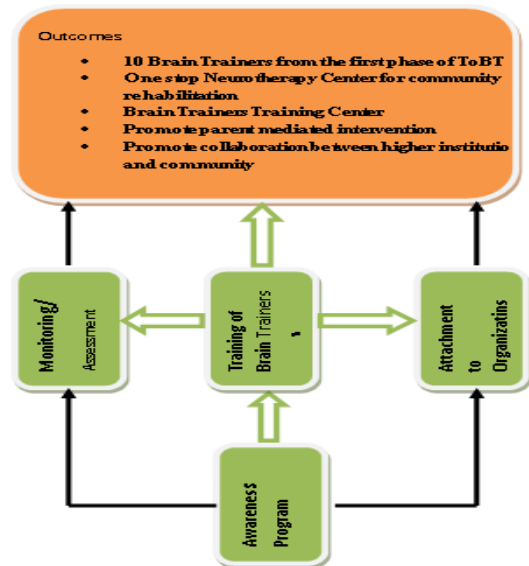 Outcomes
• 10 Brain Trainers from the first phase of ToBT
• One stop Neurotherapy Center for community
rehabilitation
• Brain Trainers Training Center
• Promote parent mediated intervention
• Promote collaboration between higher institutio
and community
Monitoring/
Assessment
Training of
Brain Trainers
Attachment
to
Organizatins
Awareness
Program